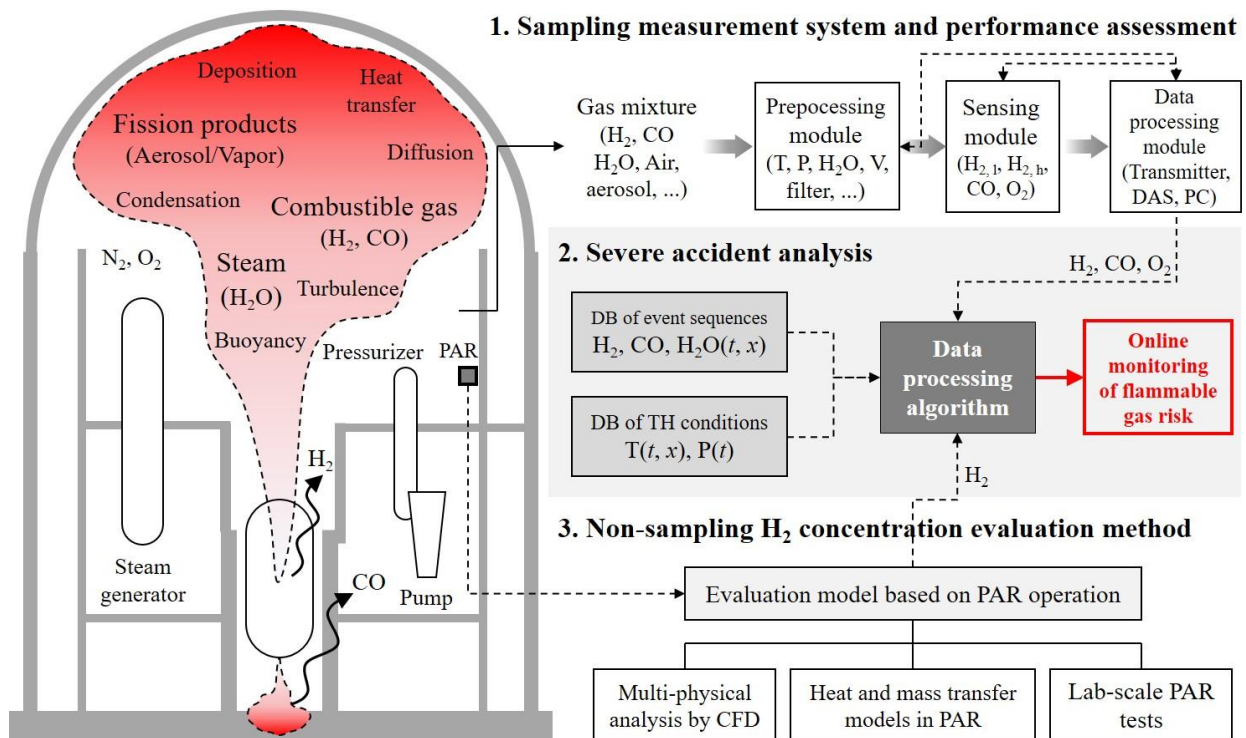 1. Sampling measurement system and performance assessment
Deposition
Heat
transfer
Fission products
(Aerosol/Vapor)
Diffusion
Condensation
Combustible gas
(H₂, CO)
N₂, O₂
Steam
(H₂O)
Turbulence
Buoyancy
Pressurizer
PAR
H₂
Steam
generator
CO
Pump
Gas mixture
(H₂, CO
H₂O, Air,
aerosol, ...)
Prepocessing
module
(T, P, H₂O, V,
filter, ...)
Sensing
module
(H₂, ₗ, H₂, ₕ,
CO, O₂)
Data
processing
module
(Transmitter,
DAS, PC)
2. Severe accident analysis
H₂, CO, O₂
DB of event sequences
H₂, CO, H₂O(t, x)
DB of TH conditions
T(t, x), P(t)
Data
processing
algorithm
Online
monitoring
of flammable
gas risk
H₂
3. Non-sampling H₂ concentration evaluation method
Evaluation model based on PAR operation
Multi-physical
analysis by CFD
Heat and mass transfer
models in PAR
Lab-scale PAR
tests